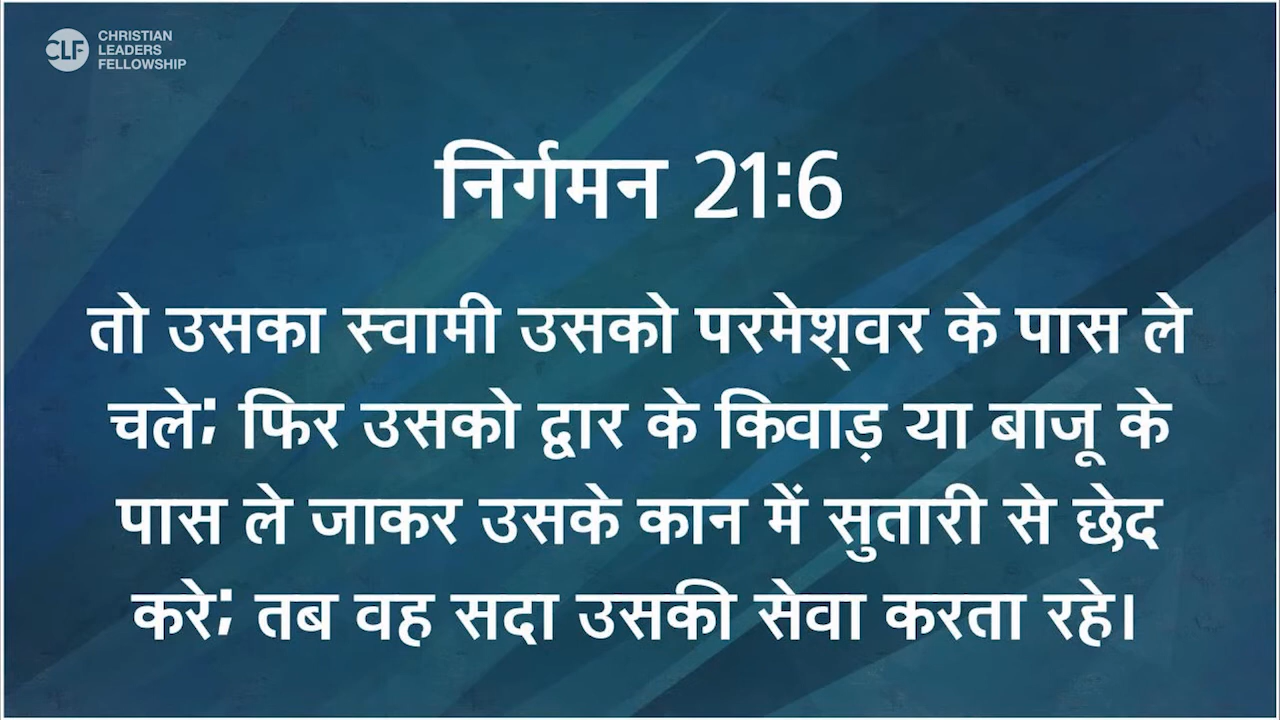 CLF
CHRISTIAN
LEADERS
FELLOWSHIP
निर्गमन 21:6
तो उसका स्वामी उसको परमेश्‍वर के पास ले
चले; फिर उसको द्वार के किवाड़ या बाजू के
पास ले जाकर उसके कान में सुतारी से छेद
करे; तब वह सदा उसकी सेवा करता रहे।